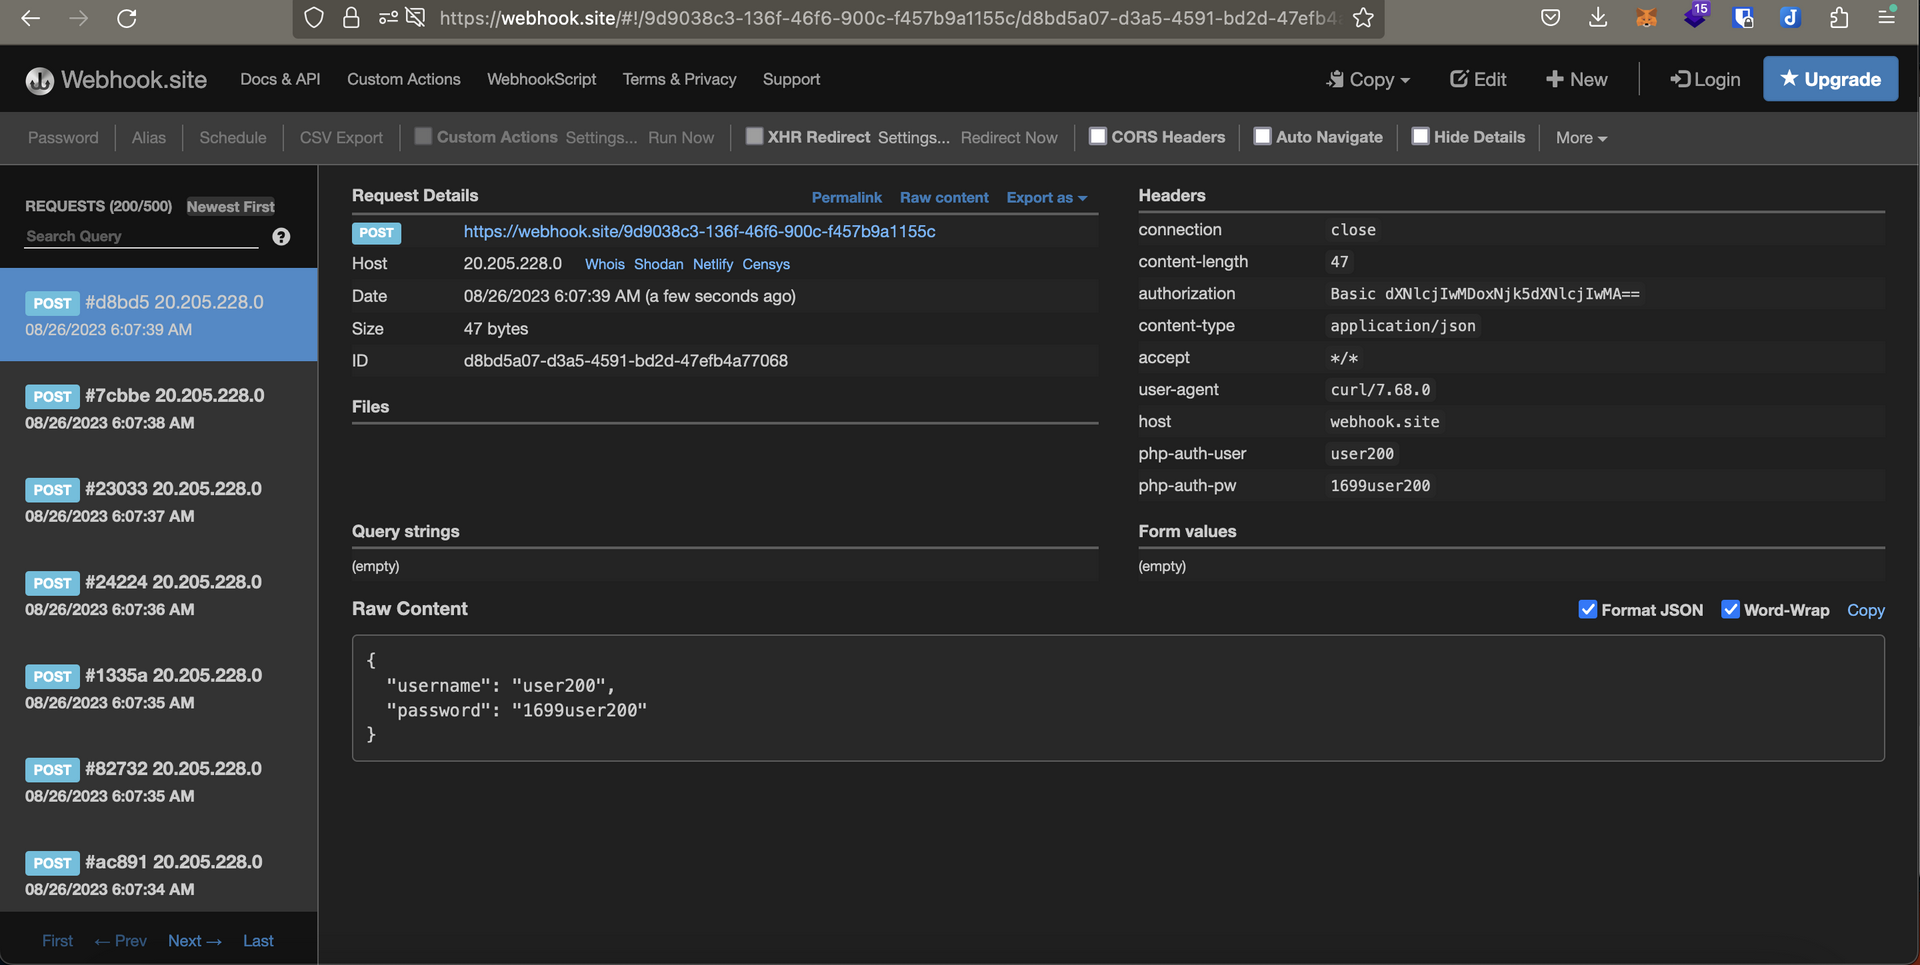 https://webhook.site/#!/9d9038c3-136f-46f6-900c-f457b9a1155c/d8bd5a07-d3a5-4591-bd2d-47efb4
15
Webhook.site Docs & API Custom Actions WebhookScript Terms & Privacy Support Copy Edit New Login Upgrade
Password Alias Schedule CSV Export Custom Actions Settings... Run Now XHR Redirect Settings... Redirect Now CORS Headers Auto Navigate Hide Details More
REQUESTS (200/500) Newest First
Search Query ?
POST #d8bd5 20.205.228.0
08/26/2023 6:07:39 AM
POST #7cbbe 20.205.228.0
08/26/2023 6:07:38 AM
POST #23033 20.205.228.0
08/26/2023 6:07:37 AM
POST #24224 20.205.228.0
08/26/2023 6:07:36 AM
POST #1335a 20.205.228.0
08/26/2023 6:07:35 AM
POST #82732 20.205.228.0
08/26/2023 6:07:35 AM
POST #ac891 20.205.228.0
08/26/2023 6:07:34 AM
First ← Prev Next → Last
Request Details Permalink Raw content Export as
POST https://webhook.site/9d9038c3-136f-46f6-900c-f457b9a1155c
Host 20.205.228.0 Whois Shodan Netlify Censys
Date 08/26/2023 6:07:39 AM (a few seconds ago)
Size 47 bytes
ID d8bd5a07-d3a5-4591-bd2d-47efb4a77068
Files
Headers
connection close
content-length 47
authorization Basic dXNlcjIwMDoxNjk5dXNlcjIwMA==
content-type application/json
accept */*
user-agent curl/7.68.0
host webhook.site
php-auth-user user200
php-auth-pw 1699user200
Query strings
(empty)
Form values
(empty)
Raw Content Format JSON Word-Wrap Copy
{
"username": "user200",
"password": "1699user200"
}